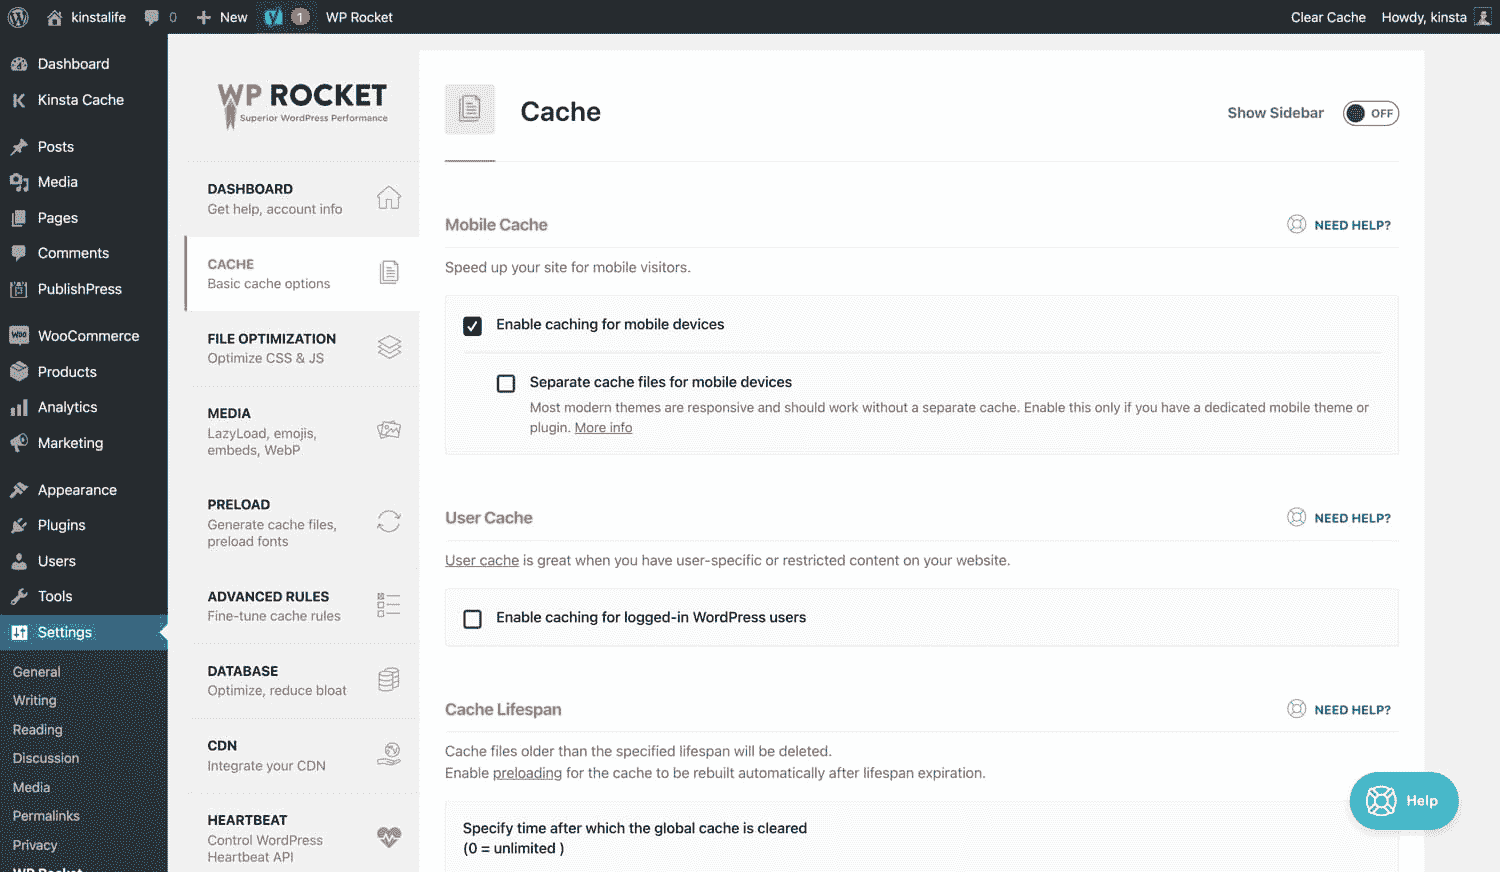 kinstalife 0 New 1 WP Rocket Clear Cache Howdy, kinsta
Dashboard
Kinsta Cache
Posts
Media
Pages
Comments
PublishPress
WooCommerce
Products
Analytics
Marketing
Appearance
Plugins
Users
Tools
Settings
General
Writing
Reading
Discussion
Media
Permalinks
Privacy
WP Rocket
WP ROCKET
Superior WordPress Performance
DASHBOARD
Get help, account info
CACHE
Basic cache options
FILE OPTIMIZATION
Optimize CSS & JS
MEDIA
LazyLoad, emojis,
embeds, WebP
PRELOAD
Generate cache files,
preload fonts
ADVANCED RULES
Fine-tune cache rules
DATABASE
Optimize, reduce bloat
CDN
Integrate your CDN
HEARTBEAT
Control WordPress
Heartbeat API
Cache
Show Sidebar OFF
Mobile Cache NEED HELP?
Speed up your site for mobile visitors.
Enable caching for mobile devices
Separate cache files for mobile devices
Most modern themes are responsive and should work without a separate cache. Enable this only if you have a dedicated mobile theme or
plugin. More info
User Cache NEED HELP?
User cache is great when you have user-specific or restricted content on your website.
Enable caching for logged-in WordPress users
Cache Lifespan NEED HELP?
Cache files older than the specified lifespan will be deleted.
Enable preloading for the cache to be rebuilt automatically after lifespan expiration.
Specify time after which the global cache is cleared
(0 = unlimited )
Help